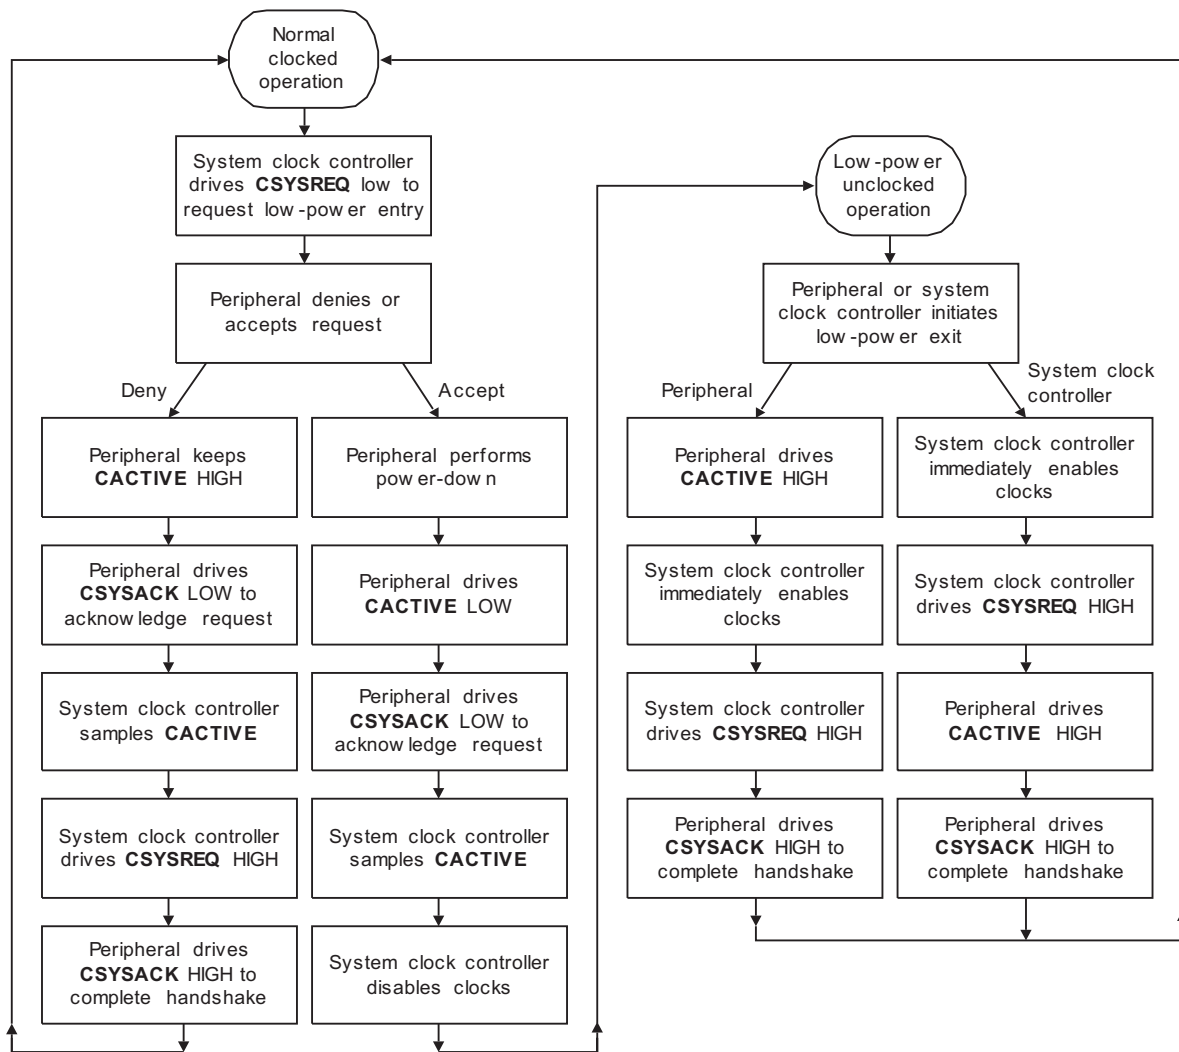 Normal
clocked
operation
System clock controller
drives CSYSREQ low to
request low-power entry
Peripheral denies or
accepts request
Deny
Accept
Peripheral keeps
CACTIVE HIGH
Peripheral drives
CSYSACK LOW to
acknowledge request
System clock controller
samples CACTIVE
System clock controller
drives CSYSREQ HIGH
Peripheral drives
CSYSACK HIGH to
complete handshake
Peripheral performs
power-down
Peripheral drives
CACTIVE LOW
Peripheral drives
CSYSACK LOW to
acknowledge request
System clock controller
samples CACTIVE
System clock controller
disables clocks
Low-power
unclocked
operation
Peripheral or system
clock controller initiates
low-power exit
Peripheral
System clock
controller
Peripheral drives
CACTIVE HIGH
System clock controller
immediately enables
clocks
System clock controller
drives CSYSREQ HIGH
Peripheral drives
CSYSACK HIGH to
complete handshake
System clock controller
immediately enables
clocks
System clock controller
drives CSYSREQ HIGH
Peripheral drives
CACTIVE HIGH
Peripheral drives
CSYSACK HIGH to
complete handshake